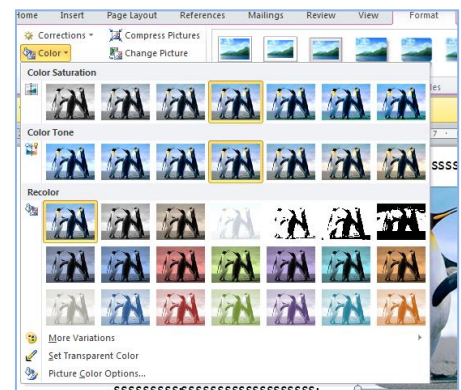 Home Insert Page Layout References Mailings Review View Format
Corrections Compress Pictures
Color Change Picture
Color Saturation
Color Tone
7
Recolor
More Variations
Set Transparent Color
Picture Color Options...